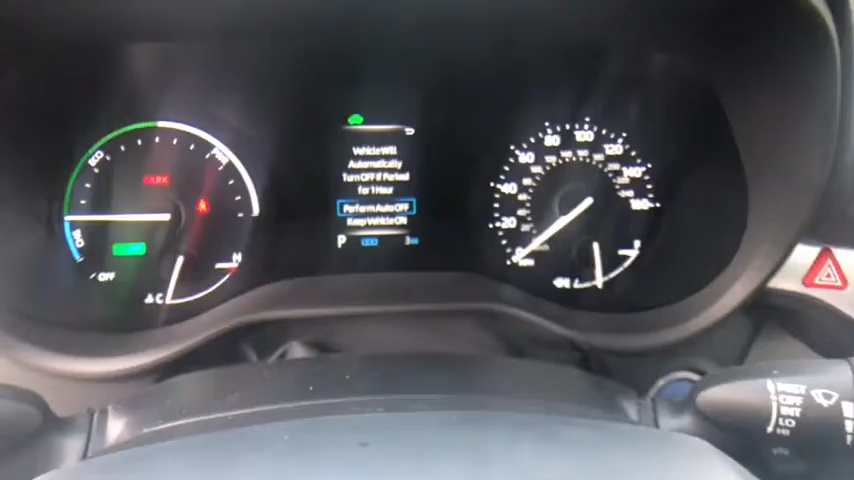 ECO
PWR
CHG
OFF
C
H
Vehicle Will
Automatically
Turn OFF if Parked
for 1 Hour
Perform Auto OFF
Keep Vehicle ON
P
20
40
60
80
100
120
140
160
E
F
MIST
OFF
INT
LO
HI